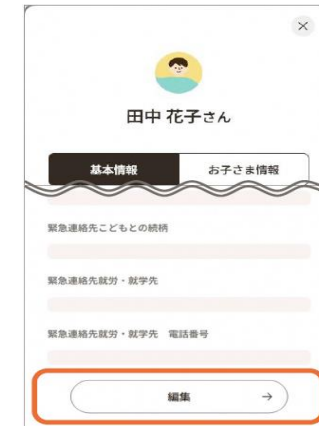 田中 花子さん
基本情報 お子さま情報
緊急連絡先こどもとの続柄
緊急連絡先就労・就学先
緊急連絡先就労・就学先 電話番号
編集 →